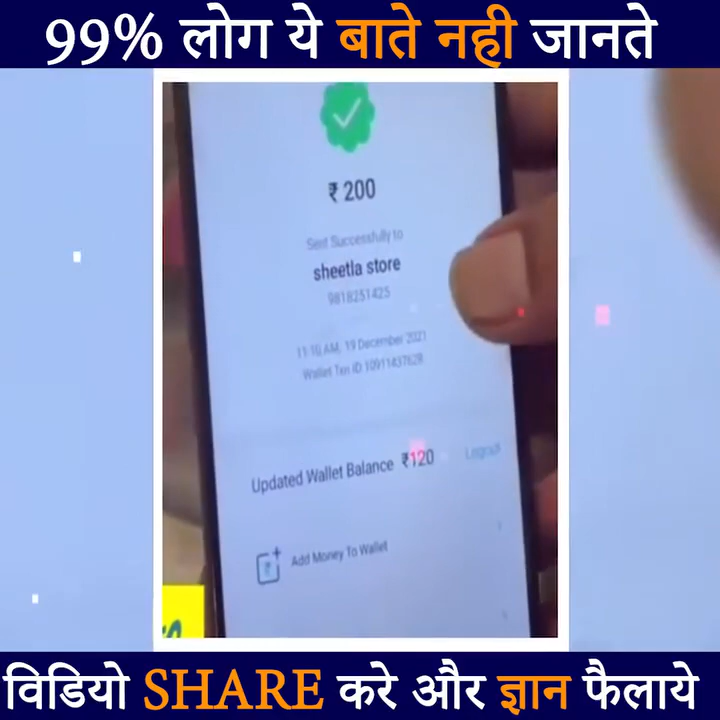 99% लोग ये बाते नही जानते
₹ 200
Sent Successfully to
sheetla store
9818251425
11:10 AM, 19 December 2021
Wallet Txn ID 10911437628
Updated Wallet Balance ₹120
Logout
Add Money To Wallet
विडियो SHARE करे और ज्ञान फैलाये